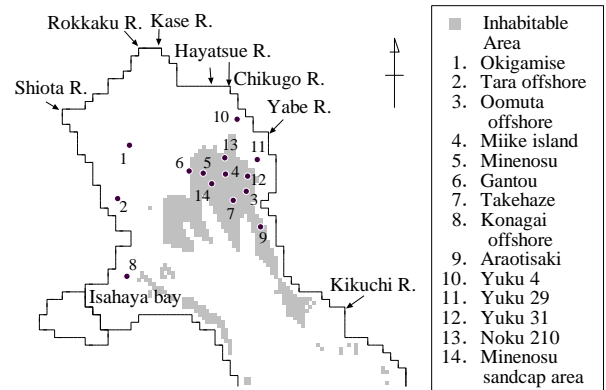 Rokkaku R.
Kase R.
Hayatsue R.
Chikugo R.
Shiota R.
Yabe R.
10
13
11
1
6
5
4
12
14
3
2
7
9
8
Isahaya bay
Kikuchi R.
Inhabitable
Area
1. Okigamise
2. Tara offshore
3. Oomuta
offshore
4. Miike island
5. Minenosu
6. Gantou
7. Takehaze
8. Konagai
offshore
9. Araotisaki
10. Yuku 4
11. Yuku 29
12. Yuku 31
13. Noku 210
14. Minenosu
sandcap area